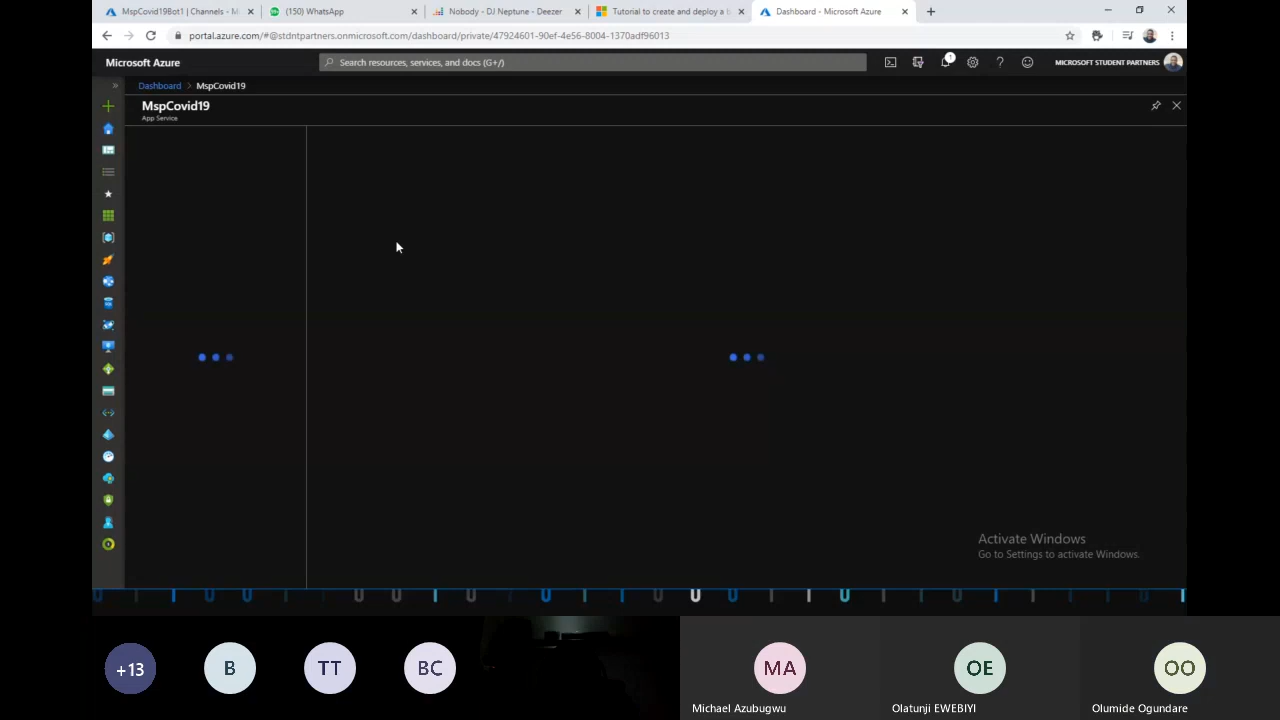 MspCovid19Bot1 | Channels - M
(150) WhatsApp
Nobody - DJ Neptune - Deezer
Tutorial to create and deploy a b
Dashboard - Microsoft Azure
portal.azure.com/#@stdntpartners.onmicrosoft.com/dashboard/private/47924601-90ef-4e56-8004-1370adf96013
Microsoft Azure
Search resources, services, and docs (G+/)
1
MICROSOFT STUDENT PARTNERS
Dashboard > MspCovid19
MspCovid19
App Service
Activate Windows
Go to Settings to activate Windows.
+13
B
TT
BC
MA
OE
OO
Michael Azubugwu
Olatunji EWEBIYI
Olumide Ogundare